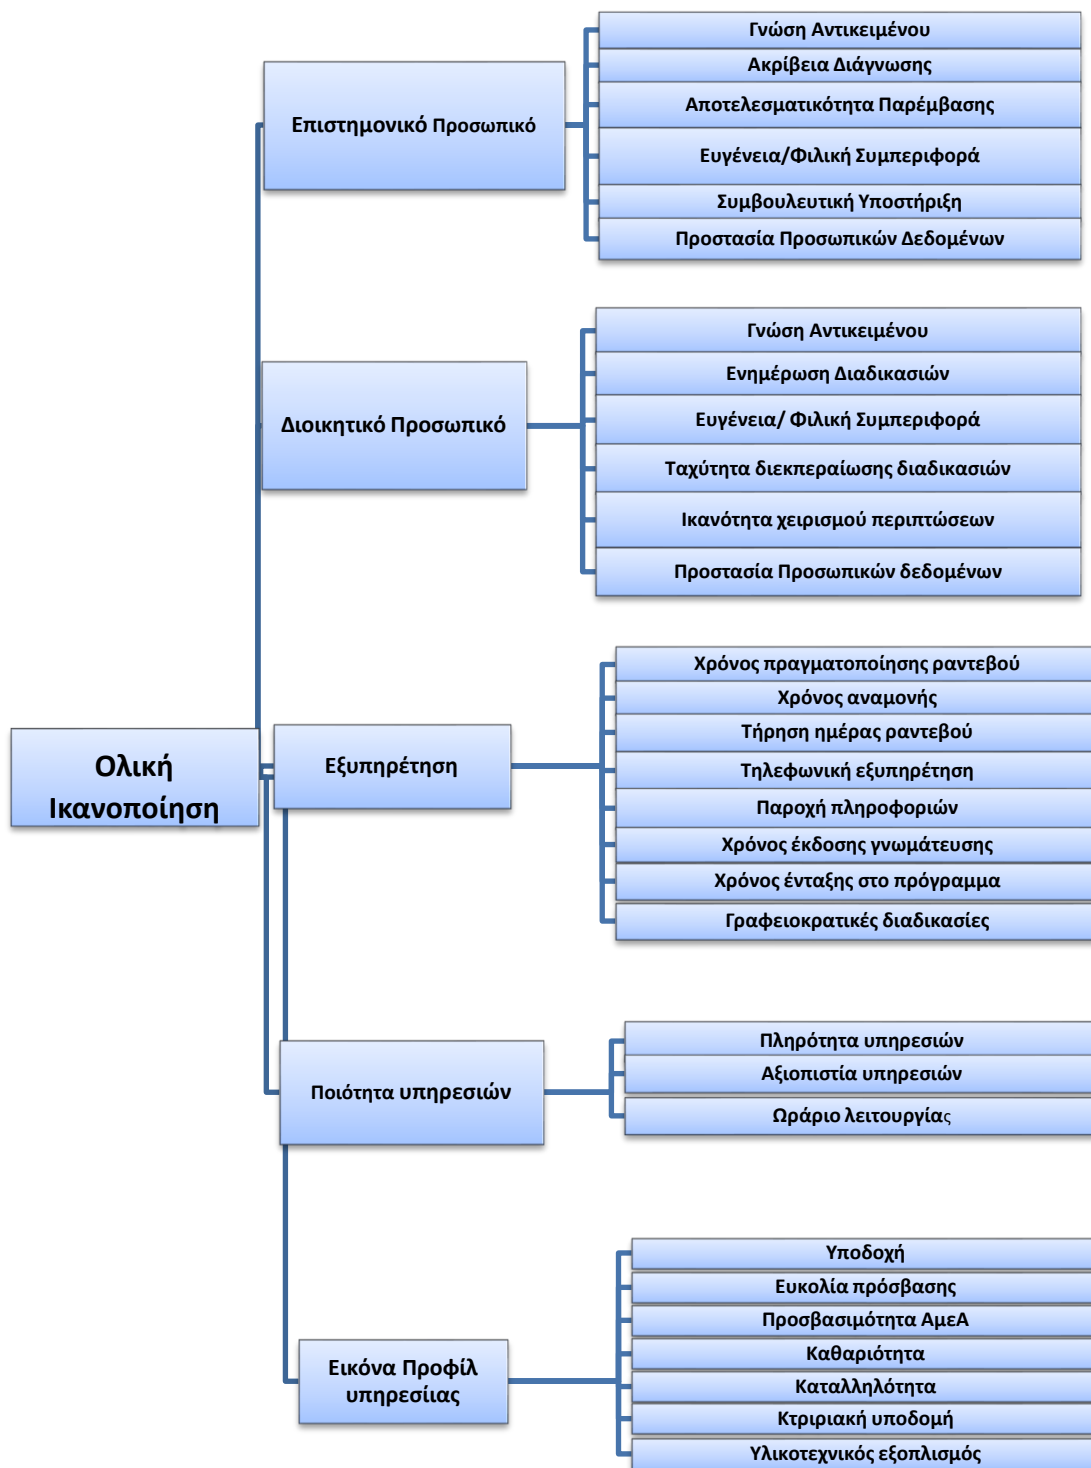 Ολική
Ικανοποίηση
Επιστημονικό Προσωπικό
Γνώση Αντικειμένου
Ακρίβεια Διάγνωσης
Αποτελεσματικότητα Παρέμβασης
Ευγένεια/Φιλική Συμπεριφορά
Συμβουλευτική Υποστήριξη
Προστασία Προσωπικών Δεδομένων
Διοικητικό Προσωπικό
Γνώση Αντικειμένου
Ενημέρωση Διαδικασιών
Ευγένεια/ Φιλική Συμπεριφορά
Ταχύτητα διεκπεραίωσης διαδικασιών
Ικανότητα χειρισμού περιπτώσεων
Προστασία Προσωπικών δεδομένων
Εξυπηρέτηση
Χρόνος πραγματοποίησης ραντεβού
Χρόνος αναμονής
Τήρηση ημέρας ραντεβού
Τηλεφωνική εξυπηρέτηση
Παροχή πληροφοριών
Χρόνος έκδοσης γνωμάτευσης
Χρόνος ένταξης στο πρόγραμμα
Γραφειοκρατικές διαδικασίες
Ποιότητα υπηρεσιών
Πληρότητα υπηρεσιών
Αξιοπιστία υπηρεσιών
Ωράριο λειτουργίας
Εικόνα Προφίλ
υπηρεσίιας
Υποδοχή
Ευκολία πρόσβασης
Προσβασιμότητα ΑμεΑ
Καθαριότητα
Καταλληλότητα
Κτριριακή υποδομή
Υλικοτεχνικός εξοπλισμός